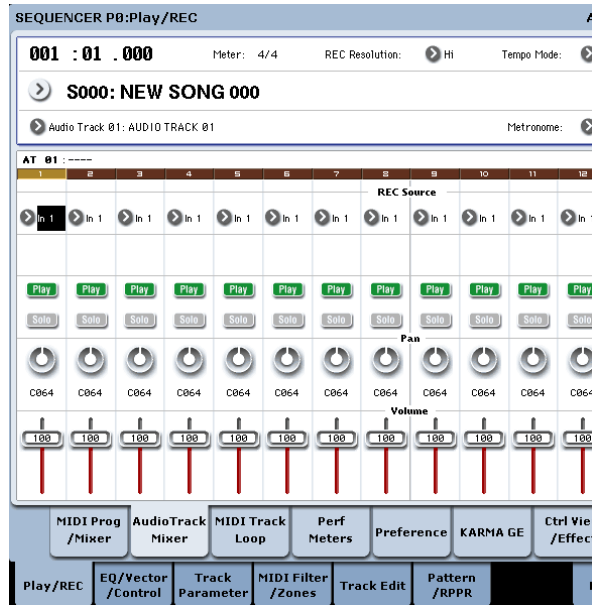 SEQUENCER P0:Play/REC
001 :01 .000 Meter: 4/4 REC Resolution: Hi Tempo Mode:
S000: NEW SONG 000
Audio Track 01: AUDIO TRACK 01 Metronome:
AT 01 :----
1 2 3 4 5 6 7 8 9 10 11 12
REC Source
In 1 In 1 In 1 In 1 In 1 In 1 In 1 In 1 In 1 In 1 In 1 In 1
Play Play Play Play Play Play Play Play Play Play Play Play
Solo Solo Solo Solo Solo Solo Solo Solo Solo Solo Solo Solo
Pan
C064 C064 C064 C064 C064 C064 C064 C064 C064 C064 C064 C064
Volume
100 100 100 100 100 100 100 100 100 100 100 100
MIDI Prog AudioTrack MIDI Track Perf Preference KARMA GE Ctrl Vie
/Mixer Mixer Loop Meters /Effec
Play/REC EQ/Vector Track MIDI Filter Track Edit Pattern
/Control Parameter /Zones /RPPR